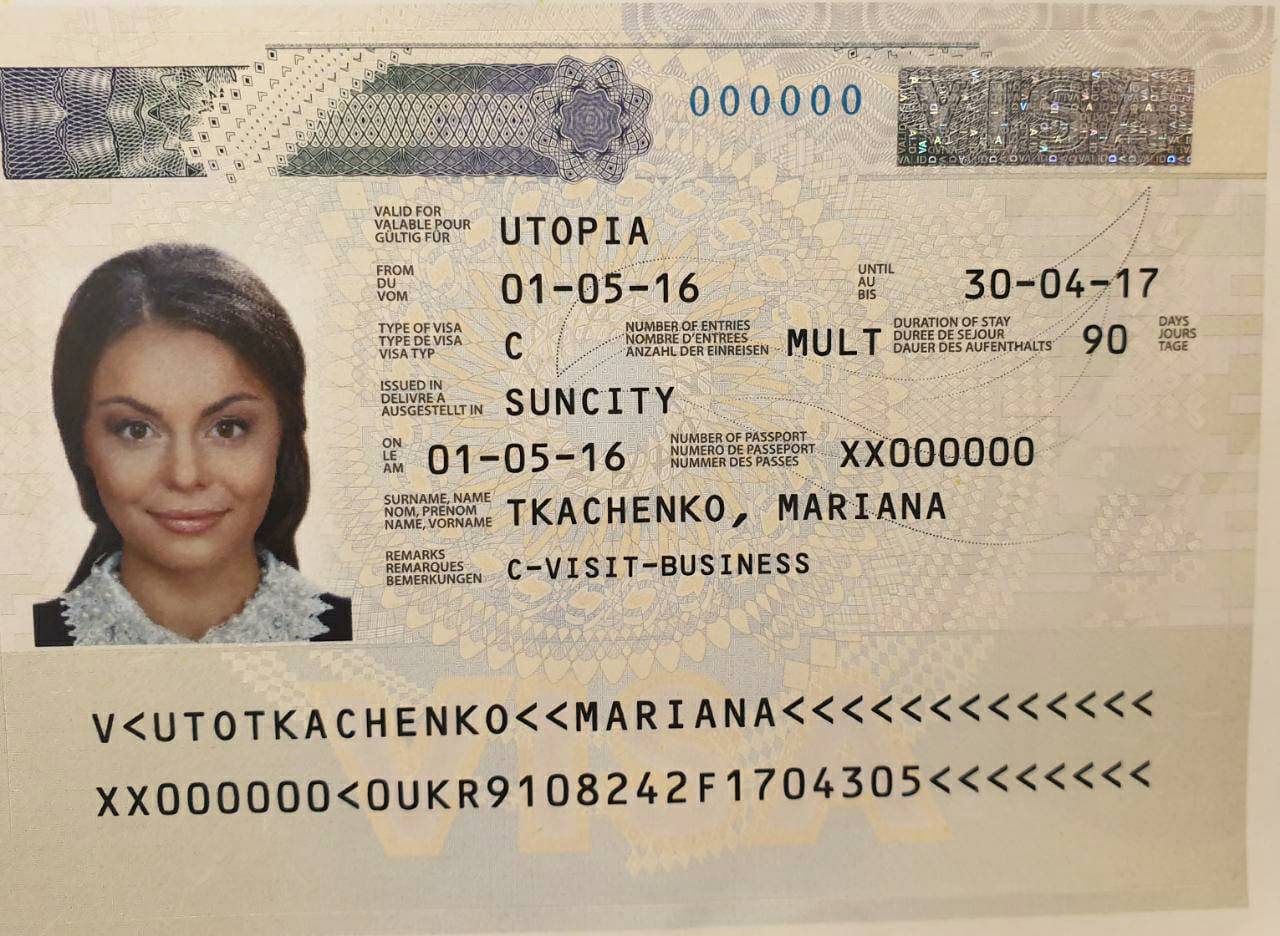 000000
VISA
VALID FOR
VALABLE POUR
GÜLTIG FÜR
UTOPIA
FROM
DU
VOM
01-05-16
UNTIL
AU
BIS
30-04-17
TYPE OF VISA
TYPE DE VISA
VISA TYP
C
NUMBER OF ENTRIES
NOMBRE D'ENTREES
ANZAHL DER EINREISEN
MULT
DURATION OF STAY
DUREE DE SEJOUR
DAUER DES AUFENTHALTS
90
DAYS
JOURS
TAGE
ISSUED IN
DELIVRE A
AUSGESTELLT IN
SUNCITY
ON
LE
AM
01-05-16
NUMBER OF PASSPORT
NUMERO DE PASSEPORT
NUMMER DES PASSES
XX000000
SURNAME, NAME
NOM, PRENOM
NAME, VORNAME
TKACHENKO, MARIANA
REMARKS
REMARQUES
BEMERKUNGEN
C-VISIT-BUSINESS
VISA
V<UTOTKACHENKO<<MARIANA<<<<<<<<<<<<<
XX000000<0UKR9108242F1704305<<<<<<<<